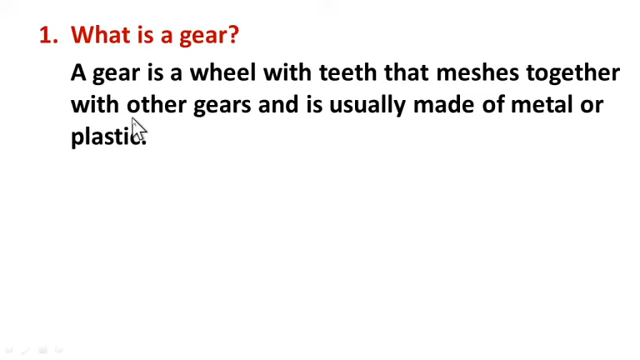 1. What is a gear?
A gear is a wheel with teeth that meshes together
with other gears and is usually made of metal or
plastic.